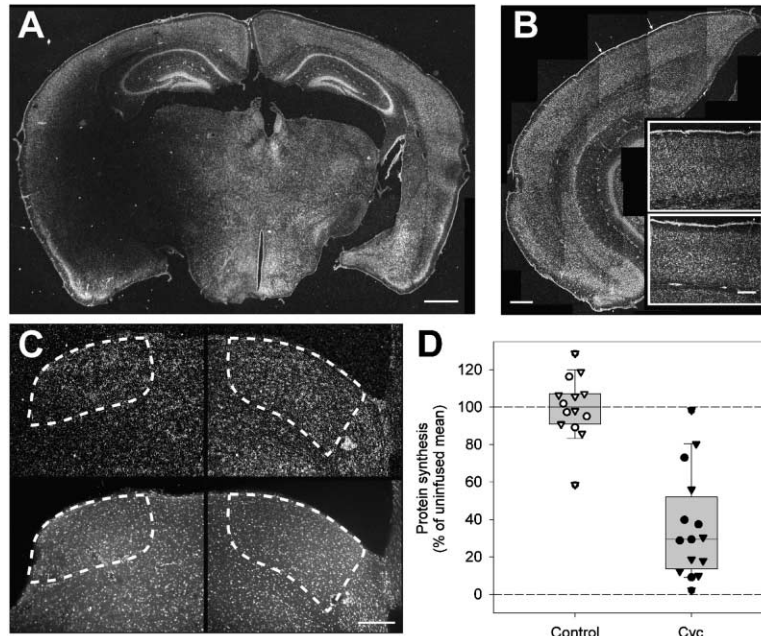 A
B
C
D
Protein synthesis
(% of uninfused mean)
120
100
80
60
40
20
0
Control
Cyc